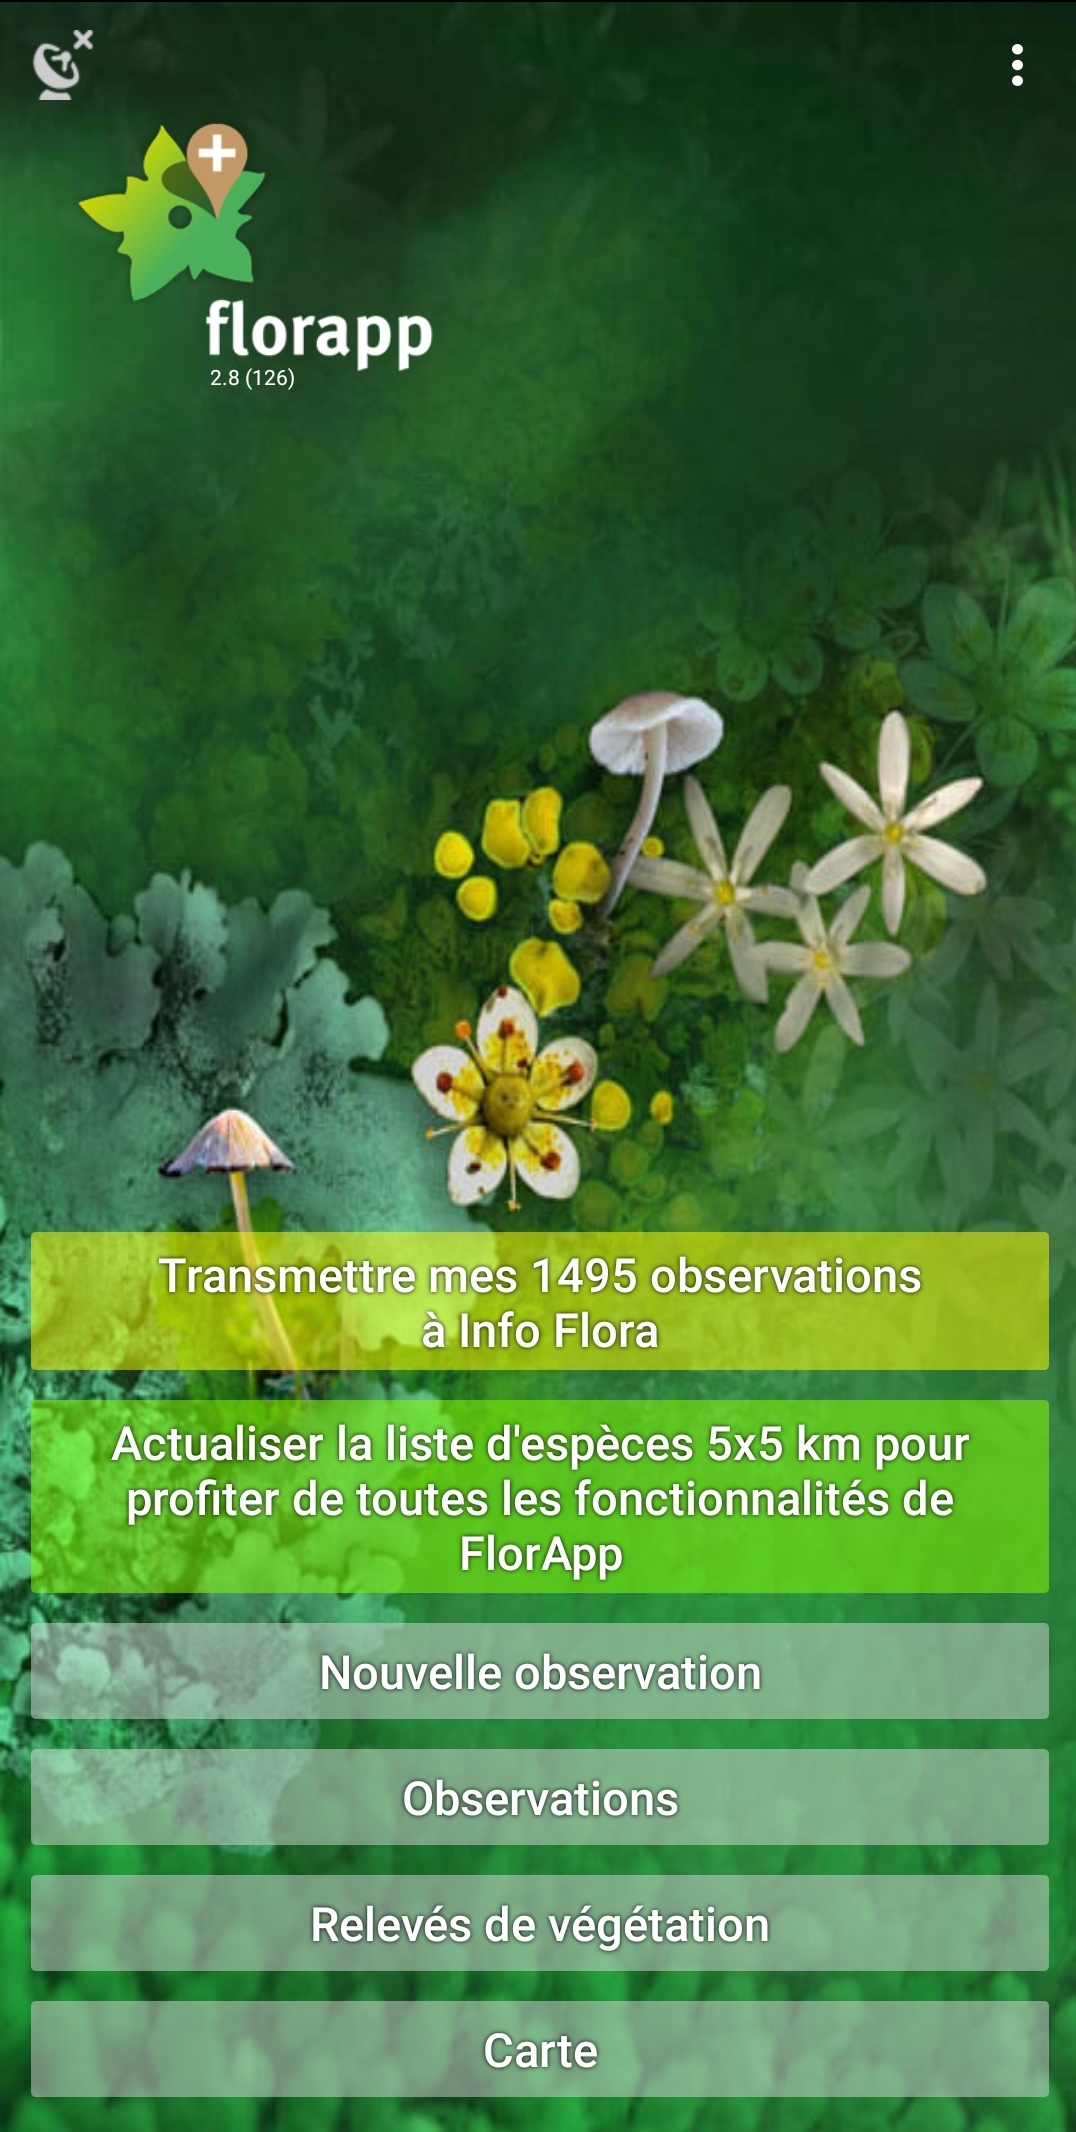 florapp
2.8 (126)
Transmettre mes 1495 observations
à Info Flora
Actualiser la liste d'espèces 5x5 km pour
profiter de toutes les fonctionnalités de
FlorApp
Nouvelle observation
Observations
Relevés de végétation
Carte